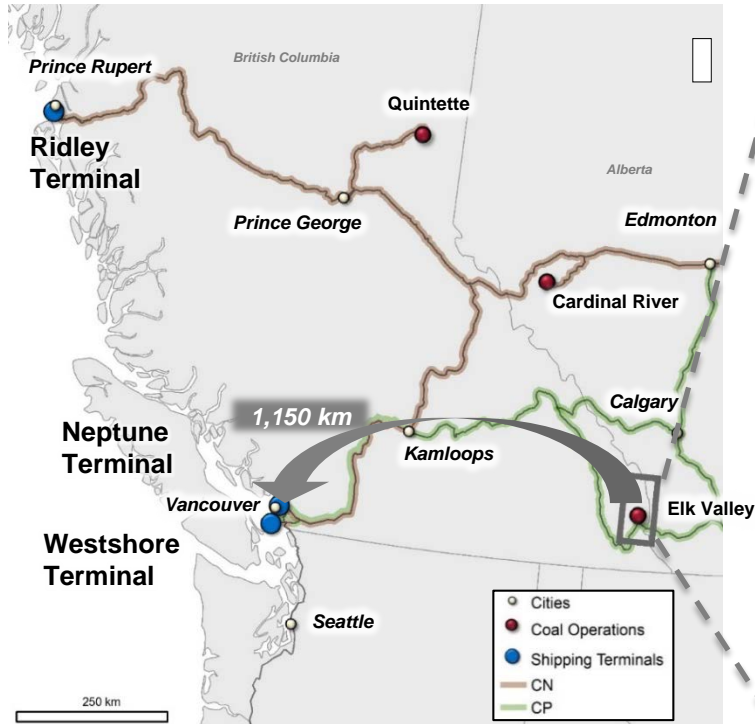 Prince Rupert
British Columbia
Quintette
Ridley
Terminal
Alberta
Prince George
Edmonton
Cardinal River
1,150 km
Calgary
Neptune
Terminal
Kamloops
Vancouver
Elk Valley
Westshore
Terminal
Seattle
Cities
Coal Operations
Shipping Terminals
CN
CP
250 km